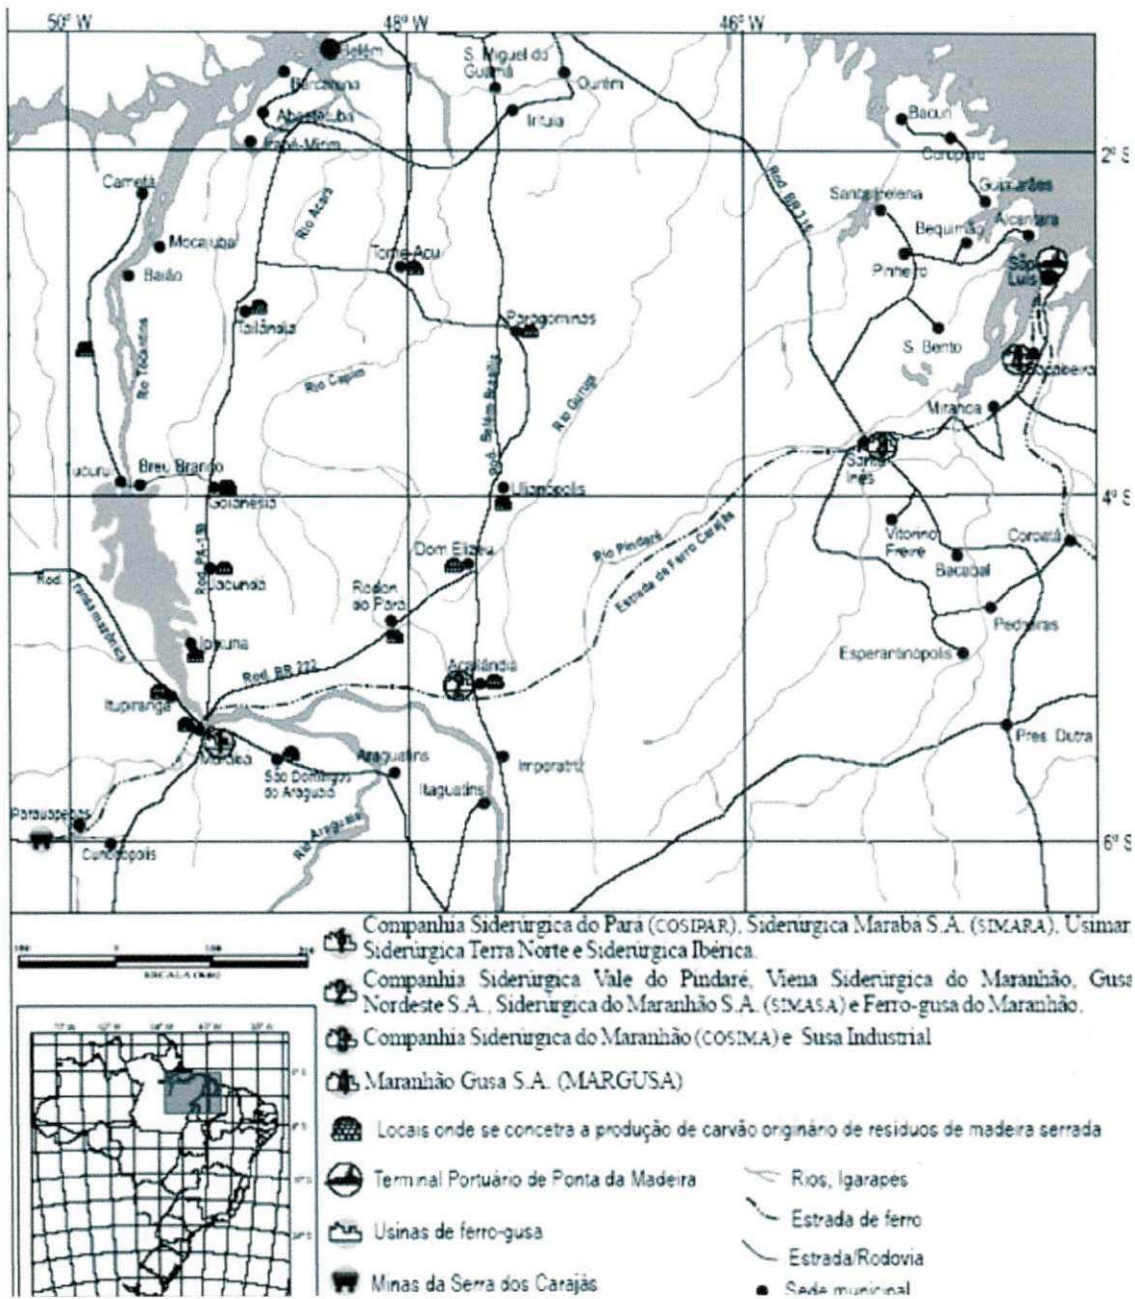 50° W
48° W
46° W
Belém
S. Miguel do
Guamá
Ourém
Barcarena
Abaetetuba
Irituia
Bacuri
2° S
Cururupu
Cametá
Guimarães
Santa Helena
Rio Acará
Rod. BR 316
Alcantara
Bequimão
Mocajuba
Tome-Açu
Baião
Pinheiro
São
Luís
Tailândia
Paragominas
S. Bento
Rio Tocantins
Rio Capim
Rod. Belém Brasília
Rio Gurupi
Miranda
Santa
Inés
Tucuruí
Breu Branco
Goianésia
Ulianópolis
4° S
Vitorino
Freire
Coroatá
Dom Eliseu
Rio Pindaré
Estrada de Ferro Carajás
Bacabal
Jacundá
Rod. PA-150
Rod. Transamazônica
Rodon
do Pará
Pedreiras
Ipixuna
Esperantinópolis
Rod. BR 222
Açailândia
Itupiranga
Marabá
São Domingos
do Araguaia
Araguatins
Imperatriz
Pres. Dutra
Itaguatins
Parauapebas
Rio Araguaia
6° S
Curionópolis
Companhia Siderúrgica do Pará (COSIPAR), Siderúrgica Marabá S.A. (SIMARA), Usimar,
Siderúrgica Terra Norte e Siderúrgica Ibérica.
ESCALA (Km)
Companhia Siderúrgica Vale do Pindaré, Viena Siderúrgica do Maranhão, Gusa
Nordeste S.A., Siderúrgica do Maranhão S.A. (SIMASA) e Ferro-gusa do Maranhão.
Companhia Siderúrgica do Maranhão (COSIMA) e Susa Industrial
Maranhão Gusa S.A. (MARGUSA)
Locais onde se concetra a produção de carvão originário de resíduos de madeira serrada
Terminal Portuário de Ponta da Madeira
Rios, Igarapés
Estrada de ferro
Usinas de ferro-gusa
Estrada/Rodovia
Minas da Serra dos Carajás
Sede municipal